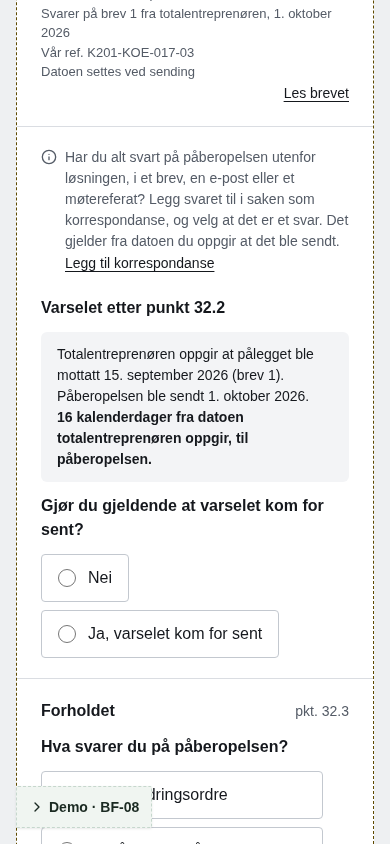 Svarer på brev 1 fra totalentreprenøren, 1. oktober
2026
Vår ref. K201-KOE-017-03
Datoen settes ved sending
Les brevet
Har du alt svart på påberopelsen utenfor
løsningen, i et brev, en e-post eller et
møtereferat? Legg svaret til i saken som
korrespondanse, og velg at det er et svar. Det
gjelder fra datoen du oppgir at det ble sendt.
Legg til korrespondanse
Varselet etter punkt 32.2
Totalentreprenøren oppgir at pålegget ble
mottatt 15. september 2026 (brev 1).
Påberopelsen ble sendt 1. oktober 2026.
16 kalenderdager fra datoen
totalentreprenøren oppgir, til
påberopelsen.
Gjør du gjeldende at varselet kom for
sent?
Nei
Ja, varselet kom for sent
Forholdet pkt. 32.3
Hva svarer du på påberopelsen?
Demo · BF-08